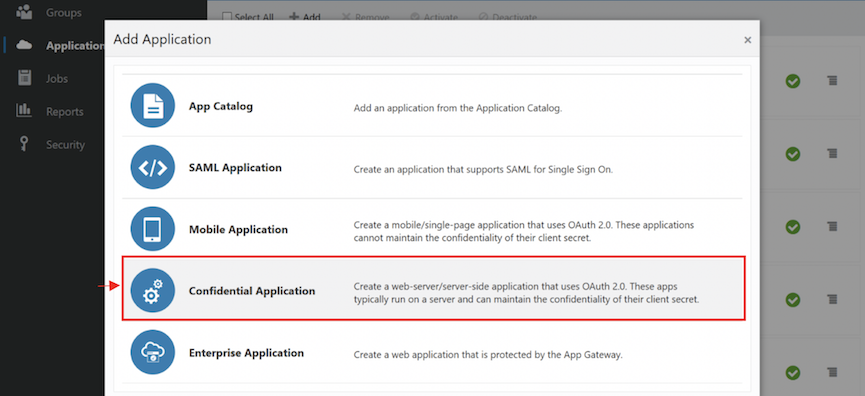 Groups
Select All Add Remove Activate Deactivate
Add Application ×
Application
App Catalog Add an application from the Application Catalog.
Jobs
Reports
Security
SAML Application Create an application that supports SAML for Single Sign On.
Mobile Application Create a mobile/single-page application that uses OAuth 2.0. These applications
cannot maintain the confidentiality of their client secret.
Confidential Application Create a web-server/server-side application that uses OAuth 2.0. These apps
typically run on a server and can maintain the confidentiality of their client secret.
Enterprise Application Create a web application that is protected by the App Gateway.